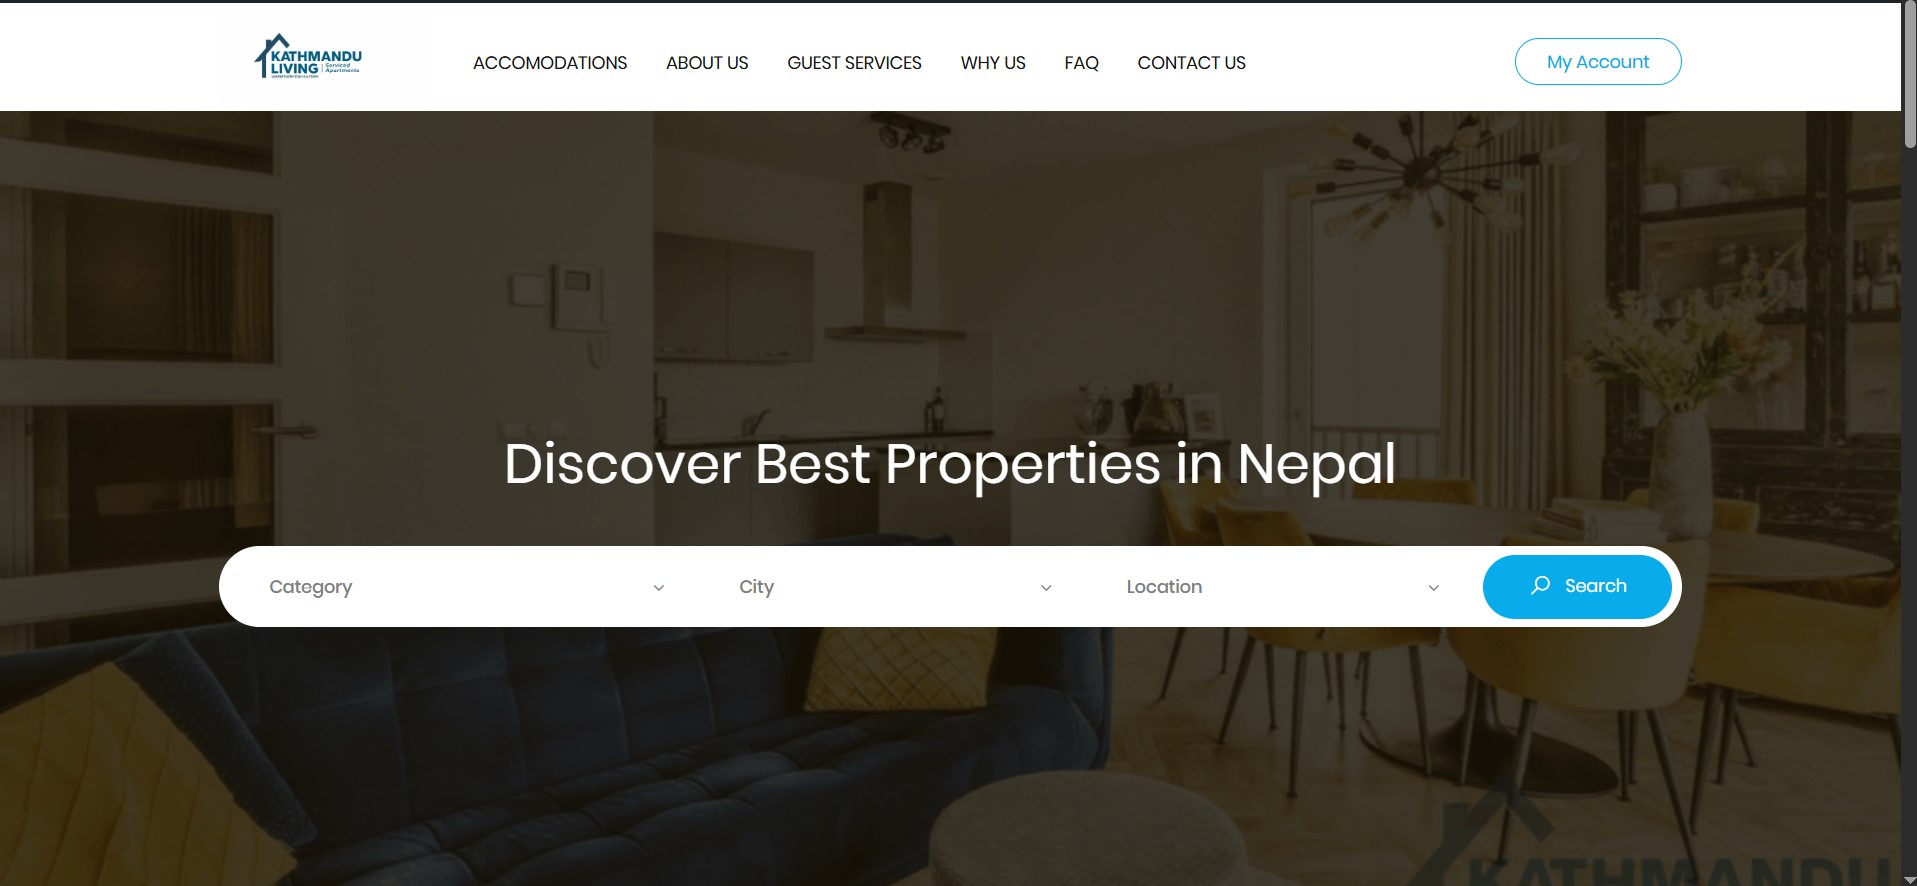 KATHMANDU
LIVING Serviced Apartments
ACCOMODATIONS
ABOUT US
GUEST SERVICES
WHY US
FAQ
CONTACT US
My Account
Discover Best Properties in Nepal
Category
City
Location
Search
KATHMANDU